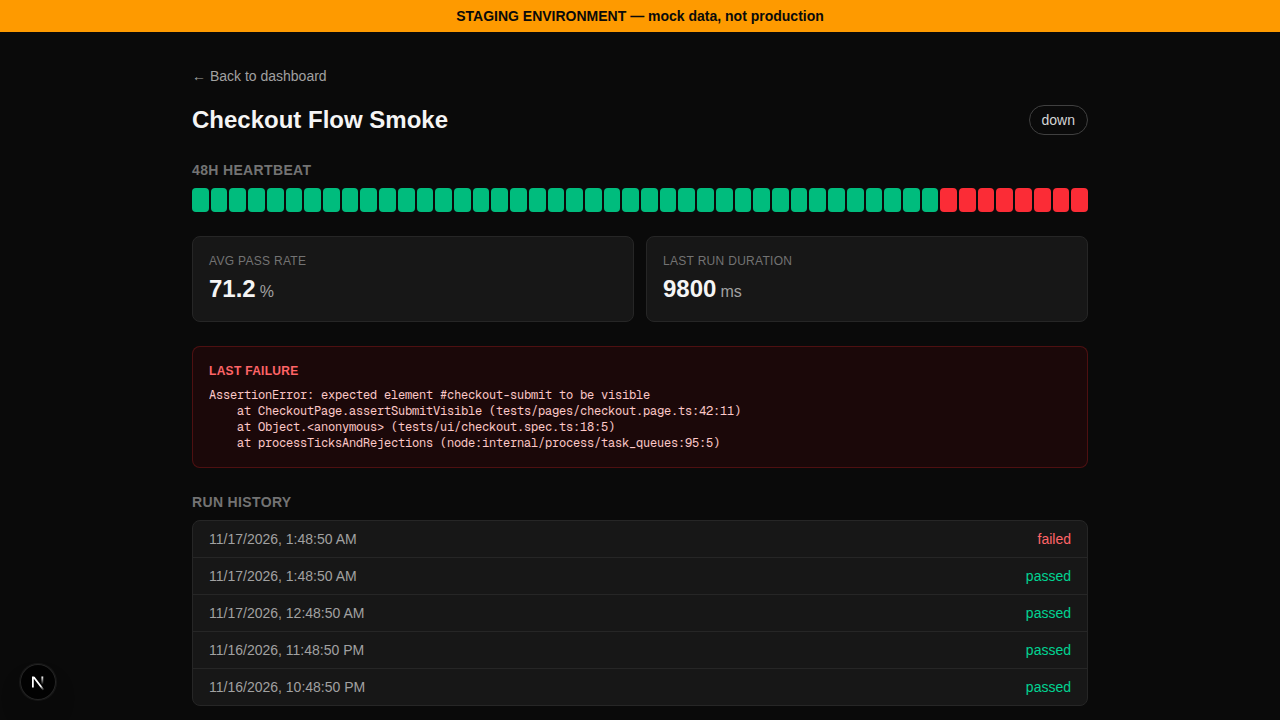 STAGING ENVIRONMENT — mock data, not production
← Back to dashboard
Checkout Flow Smoke
down
48H HEARTBEAT
AVG PASS RATE
71.2 %
LAST RUN DURATION
9800 ms
LAST FAILURE
AssertionError: expected element #checkout-submit to be visible
    at CheckoutPage.assertSubmitVisible (tests/pages/checkout.page.ts:42:11)
    at Object.<anonymous> (tests/ui/checkout.spec.ts:18:5)
    at processTicksAndRejections (node:internal/process/task_queues:95:5)
RUN HISTORY
11/17/2026, 1:48:50 AM failed
11/17/2026, 1:48:50 AM passed
11/17/2026, 12:48:50 AM passed
11/16/2026, 11:48:50 PM passed
11/16/2026, 10:48:50 PM passed
N